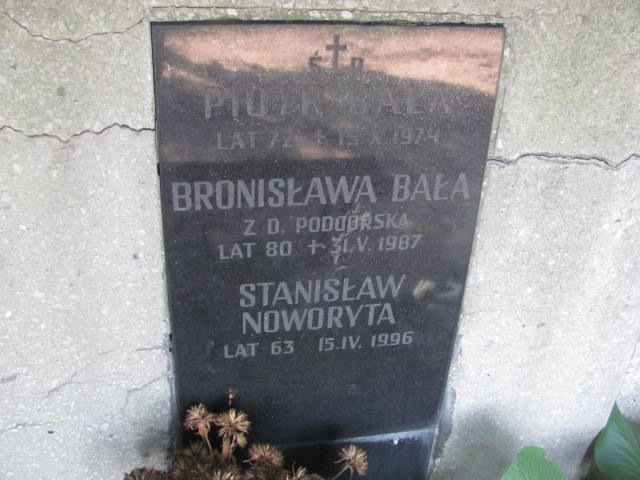 Ś P
PIOTR BAŁA
LAT 72 + 15 X 1974
BRONISŁAWA BAŁA
Z D. PODOBRSKA
LAT 80 + 31.V.1987
STANISŁAW
NOWORYTA
LAT 63 15.IV.1996